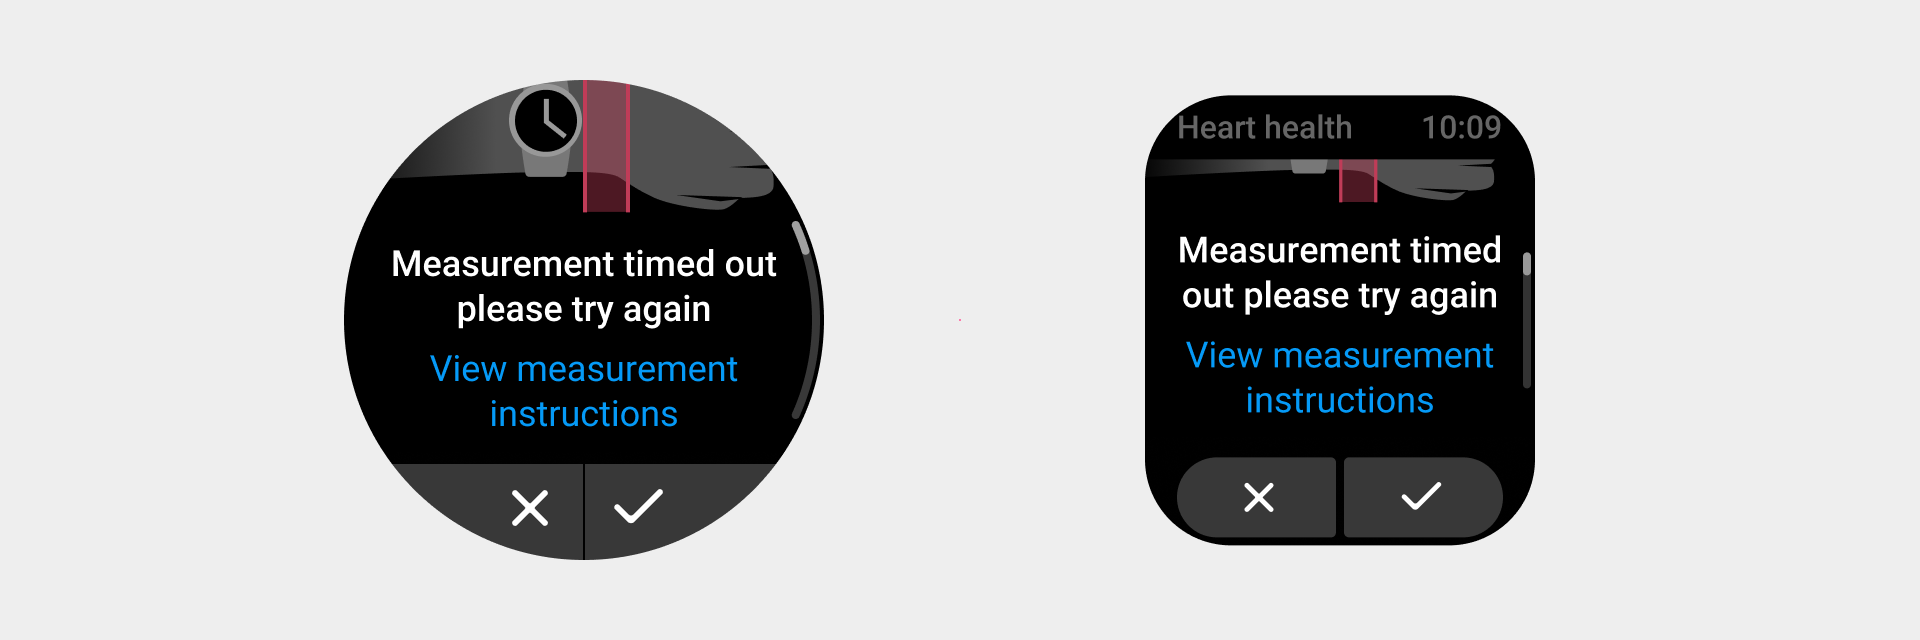 Measurement timed out
please try again
View measurement
instructions
Heart health 10:09
Measurement timed
out please try again
View measurement
instructions